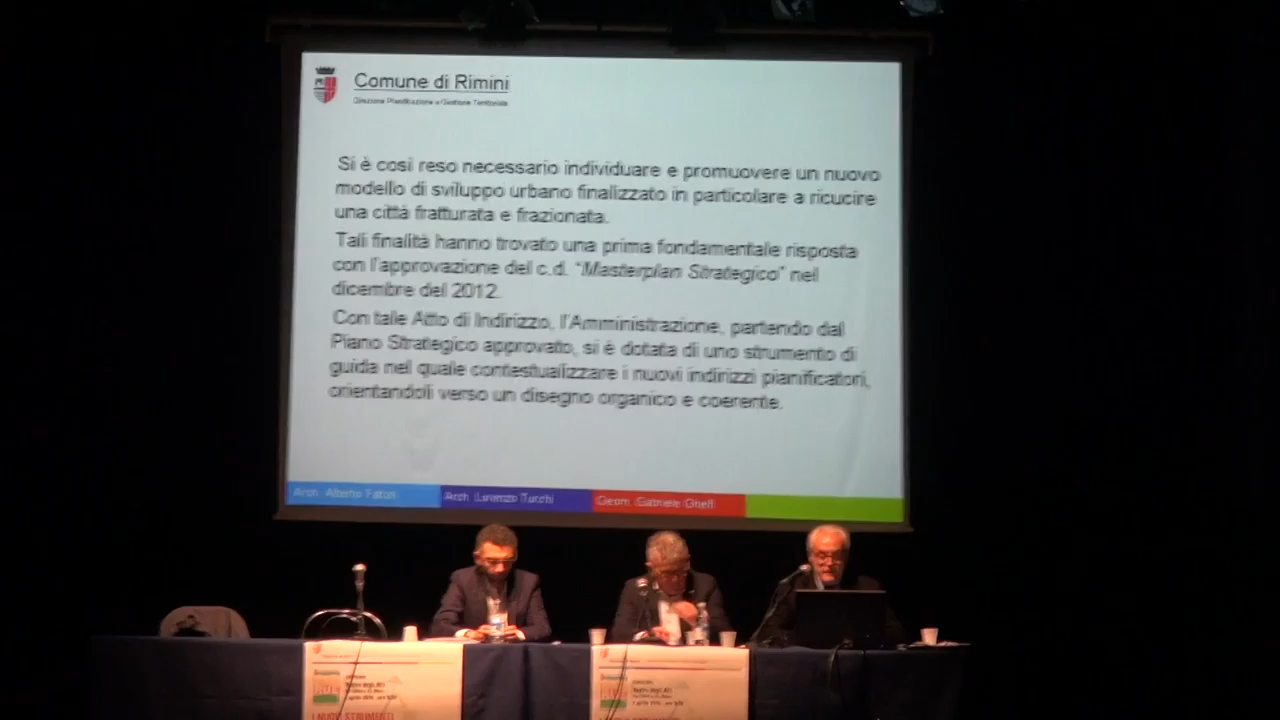 Comune di Rimini
Direzione Pianificazione e Gestione Territoriale
Si è così reso necessario individuare e promuovere un nuovo
modello di sviluppo urbano finalizzato in particolare a ricucire
una città fratturata e frazionata.
Tali finalità hanno trovato una prima fondamentale risposta
con l'approvazione del c.d. "Masterplan Strategico" nel
dicembre del 2012.
Con tale Atto di Indirizzo, l'Amministrazione, partendo dal
Piano Strategico approvato, si è dotata di uno strumento di
guida nel quale contestualizzare i nuovi indirizzi pianificatori,
orientandoli verso un disegno organico e coerente.
Arch. Alberto Fattori
Arch. Lorenzo Turchi
Geom. Gabriele Ghelfi
I NUOVI STRUMENTI